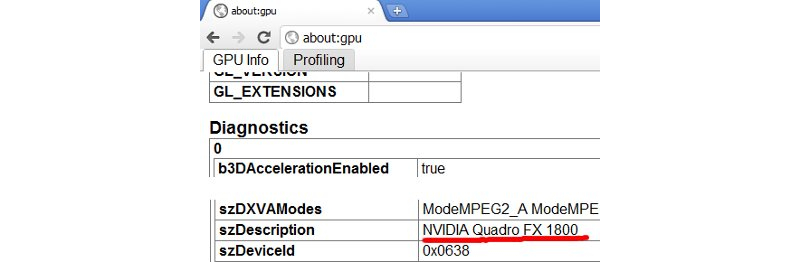 about:gpu
about:gpu
GPU Info Profiling
GL_VERSION
GL_EXTENSIONS
Diagnostics
0
b3DAccelerationEnabled true
szDXVAModes ModeMPEG2_A ModeMPE
szDescription NVIDIA Quadro FX 1800
szDeviceId 0x0638